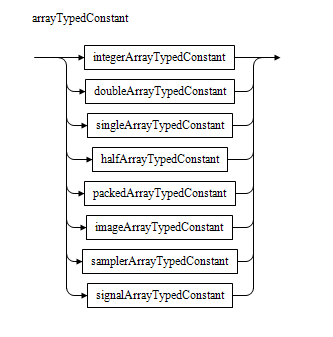 arrayTypedConstant
integerArrayTypedConstant
doubleArrayTypedConstant
singleArrayTypedConstant
halfArrayTypedConstant
packedArrayTypedConstant
imageArrayTypedConstant
samplerArrayTypedConstant
signalArrayTypedConstant